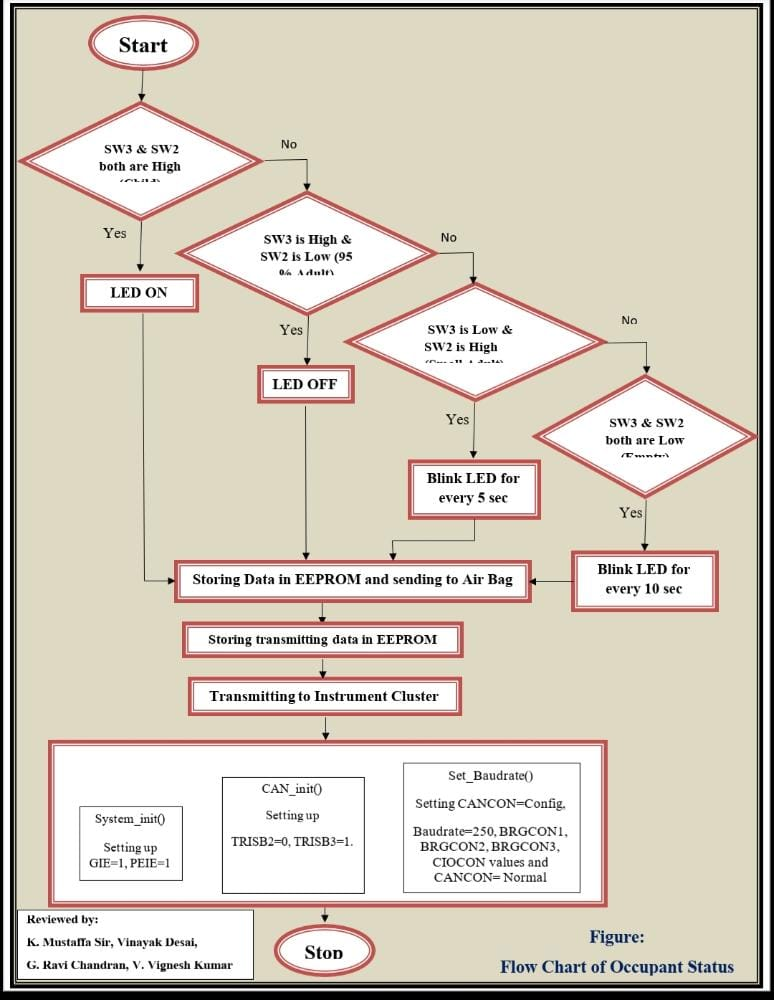 Start
SW3 & SW2
both are High
(Child)
No
Yes
LED ON
SW3 is High &
SW2 is Low (95
% Adult)
No
Yes
LED OFF
SW3 is Low &
SW2 is High
(Small Adult)
No
Yes
Blink LED for
every 5 sec
SW3 & SW2
both are Low
(Empty)
Yes
Blink LED for
every 10 sec
Storing Data in EEPROM and sending to Air Bag
Storing transmitting data in EEPROM
Transmitting to Instrument Cluster
System_init()
Setting up
GIE=1, PEIE=1
CAN_init()
Setting up
TRISB2=0, TRISB3=1.
Set_Baudrate()
Setting CANCON=Config,
Baudrate=250, BRGCON1,
BRGCON2, BRGCON3,
CIOCON values and
CANCON= Normal
Reviewed by:
K. Mustaffa Sir, Vinayak Desai,
G. Ravi Chandran, V. Vignesh Kumar
Stop
Figure:
Flow Chart of Occupant Status